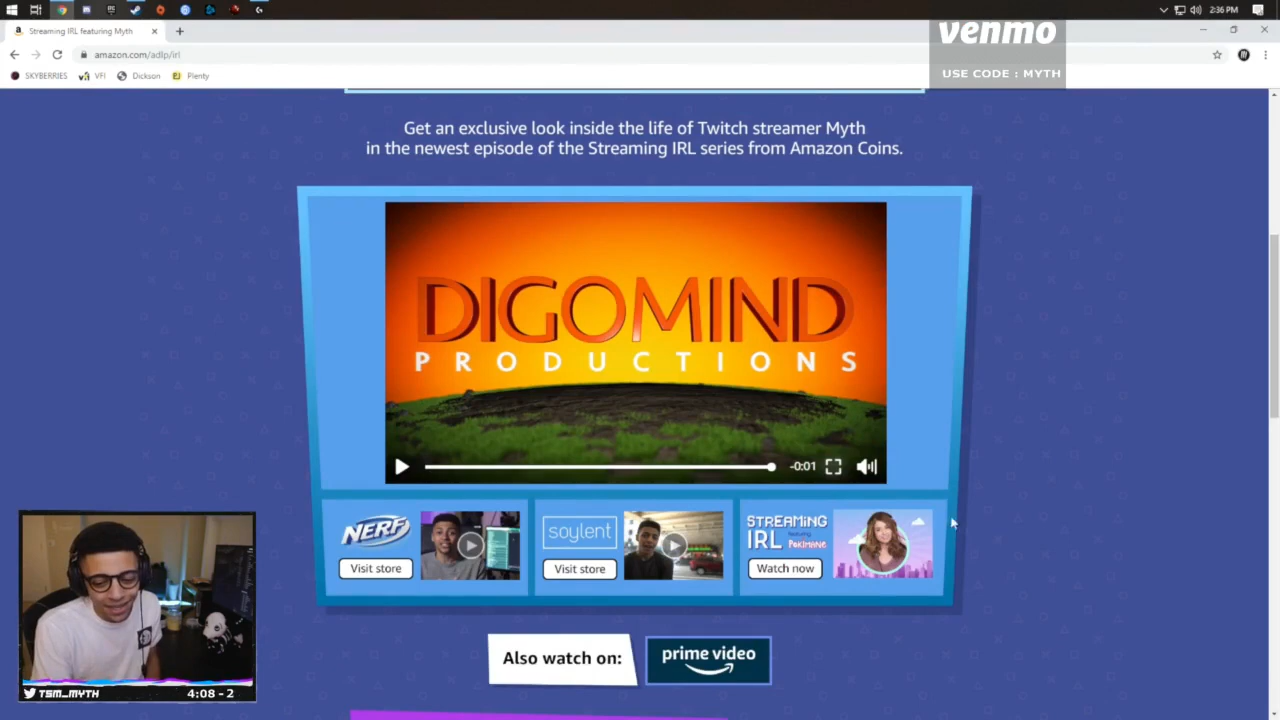 2:36 PM
Streaming IRL featuring Myth
amazon.com/adlp/irl
SKYBERRIES
VFI
Dickson
Plenty
venmo
USE CODE : MYTH
Get an exclusive look inside the life of Twitch streamer Myth
in the newest episode of the Streaming IRL series from Amazon Coins.
DIGOMIND
PRODUCTIONS
-0:01
NERF
Visit store
soylent
Visit store
STREAMING
IRL featuring
POKIMANE
Watch now
Also watch on:
prime video
TSM_MYTH
4:08 - 2